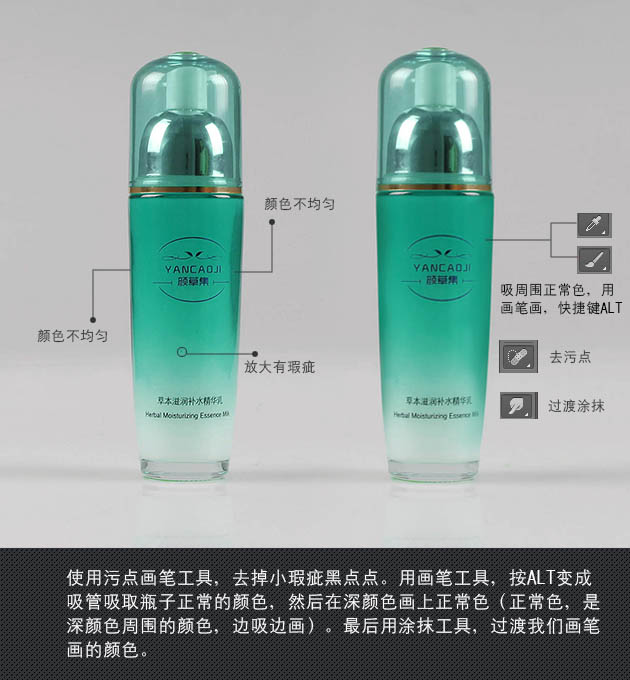 颜色不均匀
YANCAOJI
颜草集
颜色不均匀
放大有瑕疵
草本滋润补水精华乳
Herbal Moisturizing Essence Milk
YANCAOJI
颜草集
草本滋润补水精华乳
Herbal Moisturizing Essence Milk
吸周围正常色，用
画笔画，快捷键ALT
去污点
过渡涂抹
使用污点画笔工具，去掉小瑕疵黑点点。用画笔工具，按ALT变成
吸管吸取瓶子正常的颜色，然后在深颜色画上正常色（正常色，是
深颜色周围的颜色，边吸边画）。最后用涂抹工具，过渡我们画笔
画的颜色。